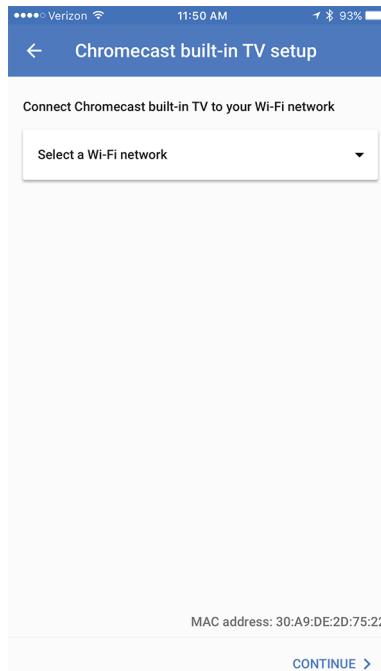 Verizon 11:50 AM 93%
Chromecast built-in TV setup
Connect Chromecast built-in TV to your Wi-Fi network
Select a Wi-Fi network
MAC address: 30:A9:DE:2D:75:22
CONTINUE